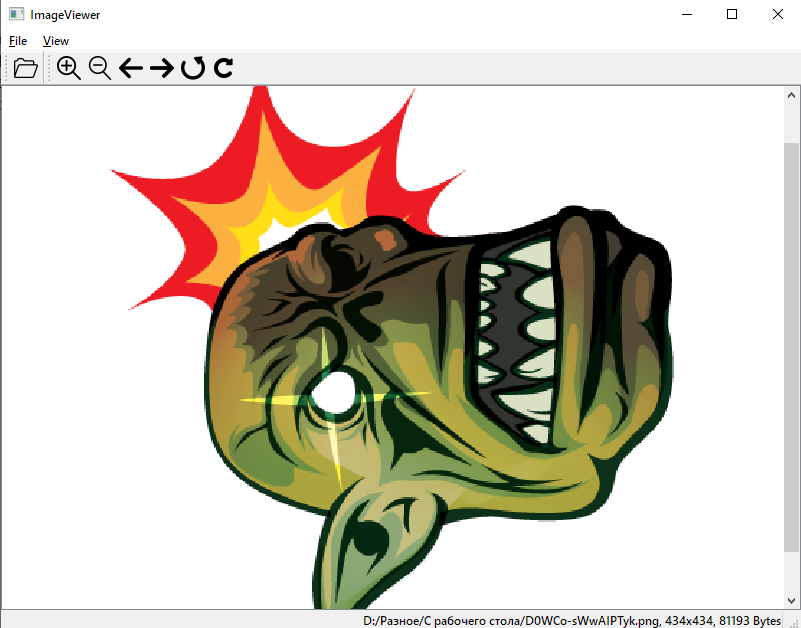 ImageViewer
File View
D:/Разное/С рабочего стола/D0WCo-sWwAIPTyk.png, 434x434, 81193 Bytes